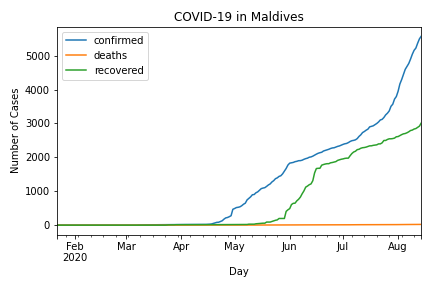 COVID-19 in Maldives
confirmed
deaths
recovered
Number of Cases
5000
4000
3000
2000
1000
0
Feb
2020
Mar
Apr
May
Jun
Jul
Aug
Day